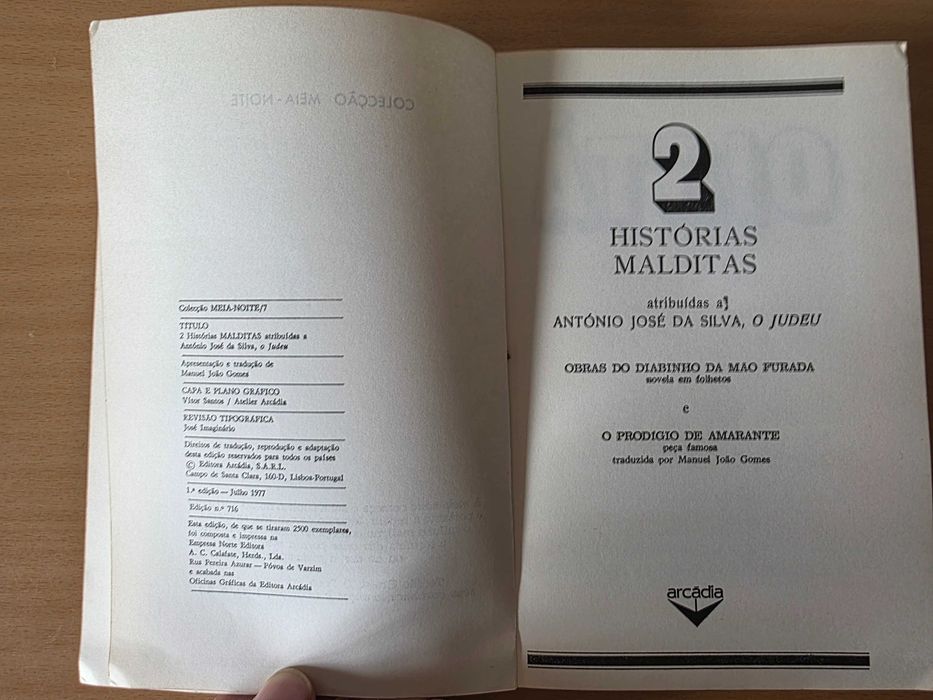 COLECÇÃO MEIA-NOITE
Colecção MEIA-NOITE/7
TÍTULO
2 Histórias MALDITAS atribuídas a
António José da Silva, o Judeu
Apresentação e tradução de
Manuel João Gomes
CAPA E PLANO GRÁFICO
Vítor Santos / Atelier Arcádia
REVISÃO TIPOGRÁFICA
José Imaginário
Direitos de tradução, reprodução e adaptação
desta edição reservados para todos os países
© Editora Arcádia, S.A.R.L.
Campo de Santa Clara, 160-D, Lisboa-Portugal
1.ª edição — Julho 1977
Edição n.º 716
Esta edição, de que se tiraram 2500 exemplares,
foi composta e impressa na
Empresa Norte Editora
A. C. Calafate, Herds., Lda.
Rua Pereira Azurar — Póvoa de Varzim
e acabada nas
Oficinas Gráficas da Editora Arcádia
2
HISTÓRIAS
MALDITAS
atribuídas a
ANTÓNIO JOSÉ DA SILVA, O JUDEU
OBRAS DO DIABINHO DA MÃO FURADA
novela em folhetos
e
O PRODÍGIO DE AMARANTE
peça famosa
traduzida por Manuel João Gomes
arcádia